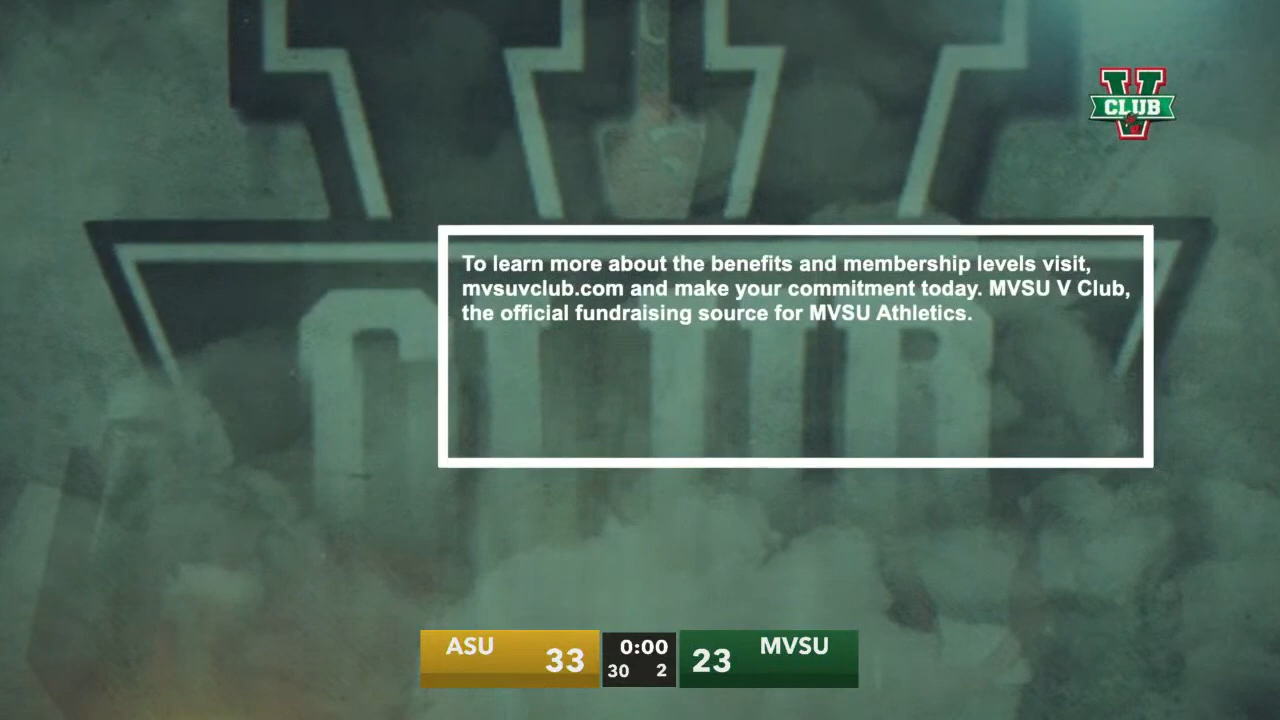 V
CLUB
To learn more about the benefits and membership levels visit,
mvsuvclub.com and make your commitment today. MVSU V Club,
the official fundraising source for MVSU Athletics.
CLUB
ASU 33 0:00 23 MVSU
30 2